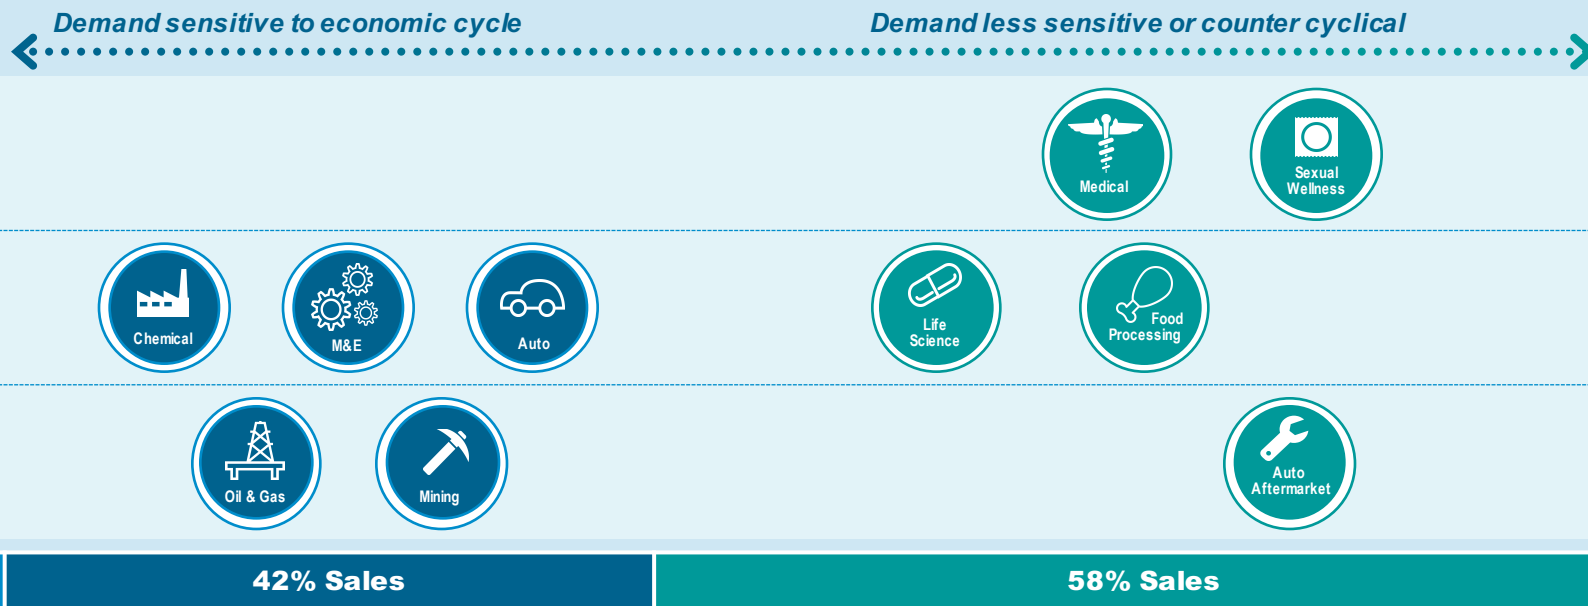 Demand sensitive to economic cycle
Demand less sensitive or counter cyclical
Medical
Sexual
Wellness
Chemical
M&E
Auto
Life
Science
Food
Processing
Oil & Gas
Mining
Auto
Aftermarket
42% Sales
58% Sales